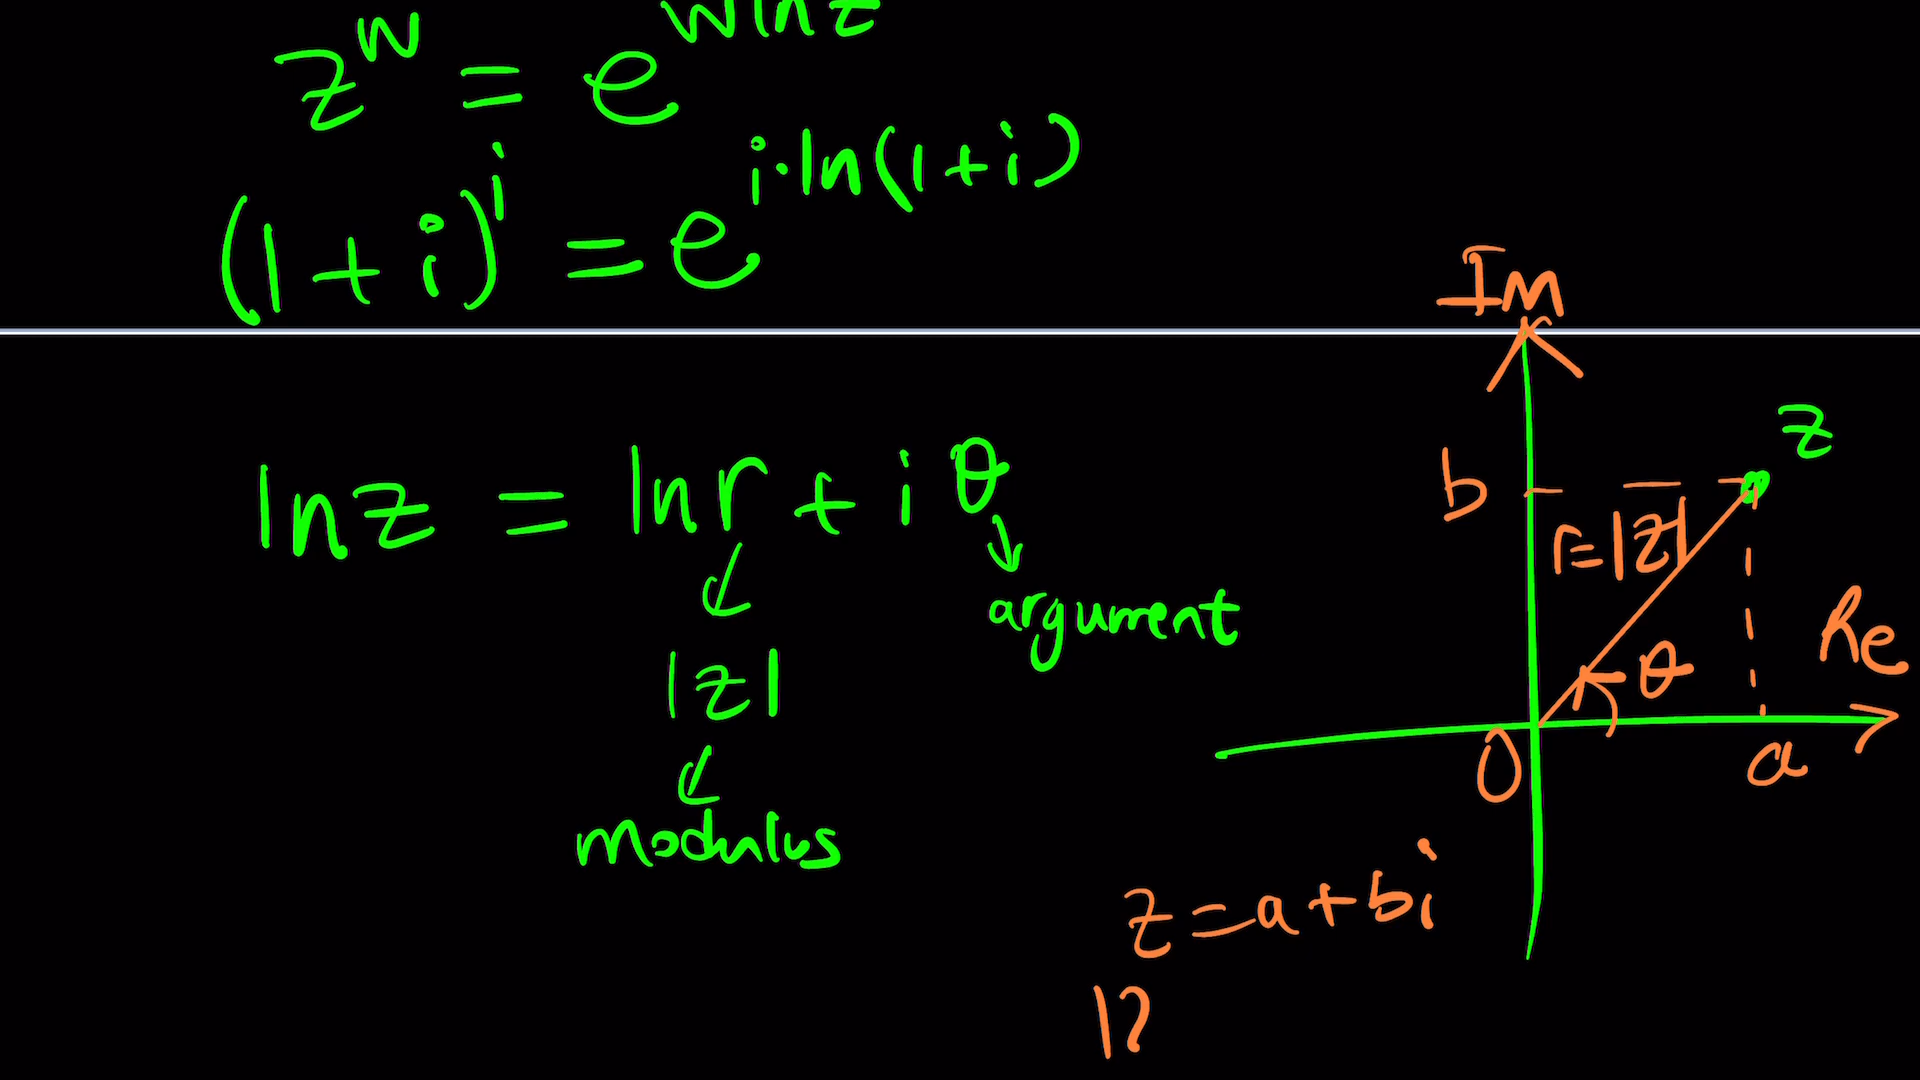 z^w = e^{w ln z}
(1+i)^i = e^{i·ln(1+i)}
Im
z
ln z = ln r + i θ
b
r=|z|
argument
θ
Re
|z|
0
a
modulus
z=a+bi